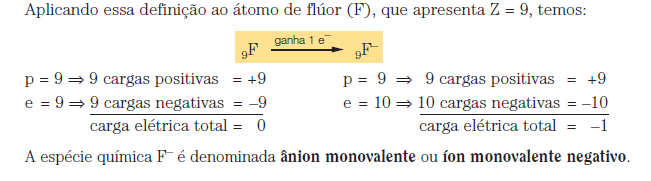 Aplicando essa definição ao átomo de flúor (F), que apresenta Z = 9, temos:
₉F ganha 1 e⁻ ₉F⁻
p = 9 ⇒ 9 cargas positivas = +9 p = 9 ⇒ 9 cargas positivas = +9
e = 9 ⇒ 9 cargas negativas = –9 e = 10 ⇒ 10 cargas negativas = –10
carga elétrica total = 0 carga elétrica total = –1
A espécie química F⁻ é denominada ânion monovalente ou íon monovalente negativo.